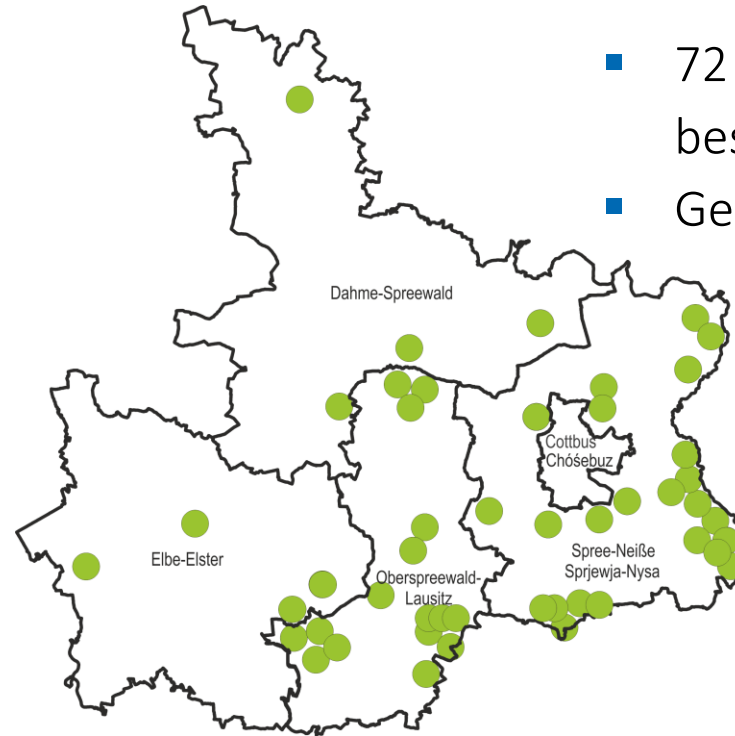 ▪ 72
bes
▪ Ge
Dahme-Spreewald
Cottbus
Chóśebuz
Elbe-Elster
Oberspreewald-
Lausitz
Spree-Neiße
Sprjewja-Nysa